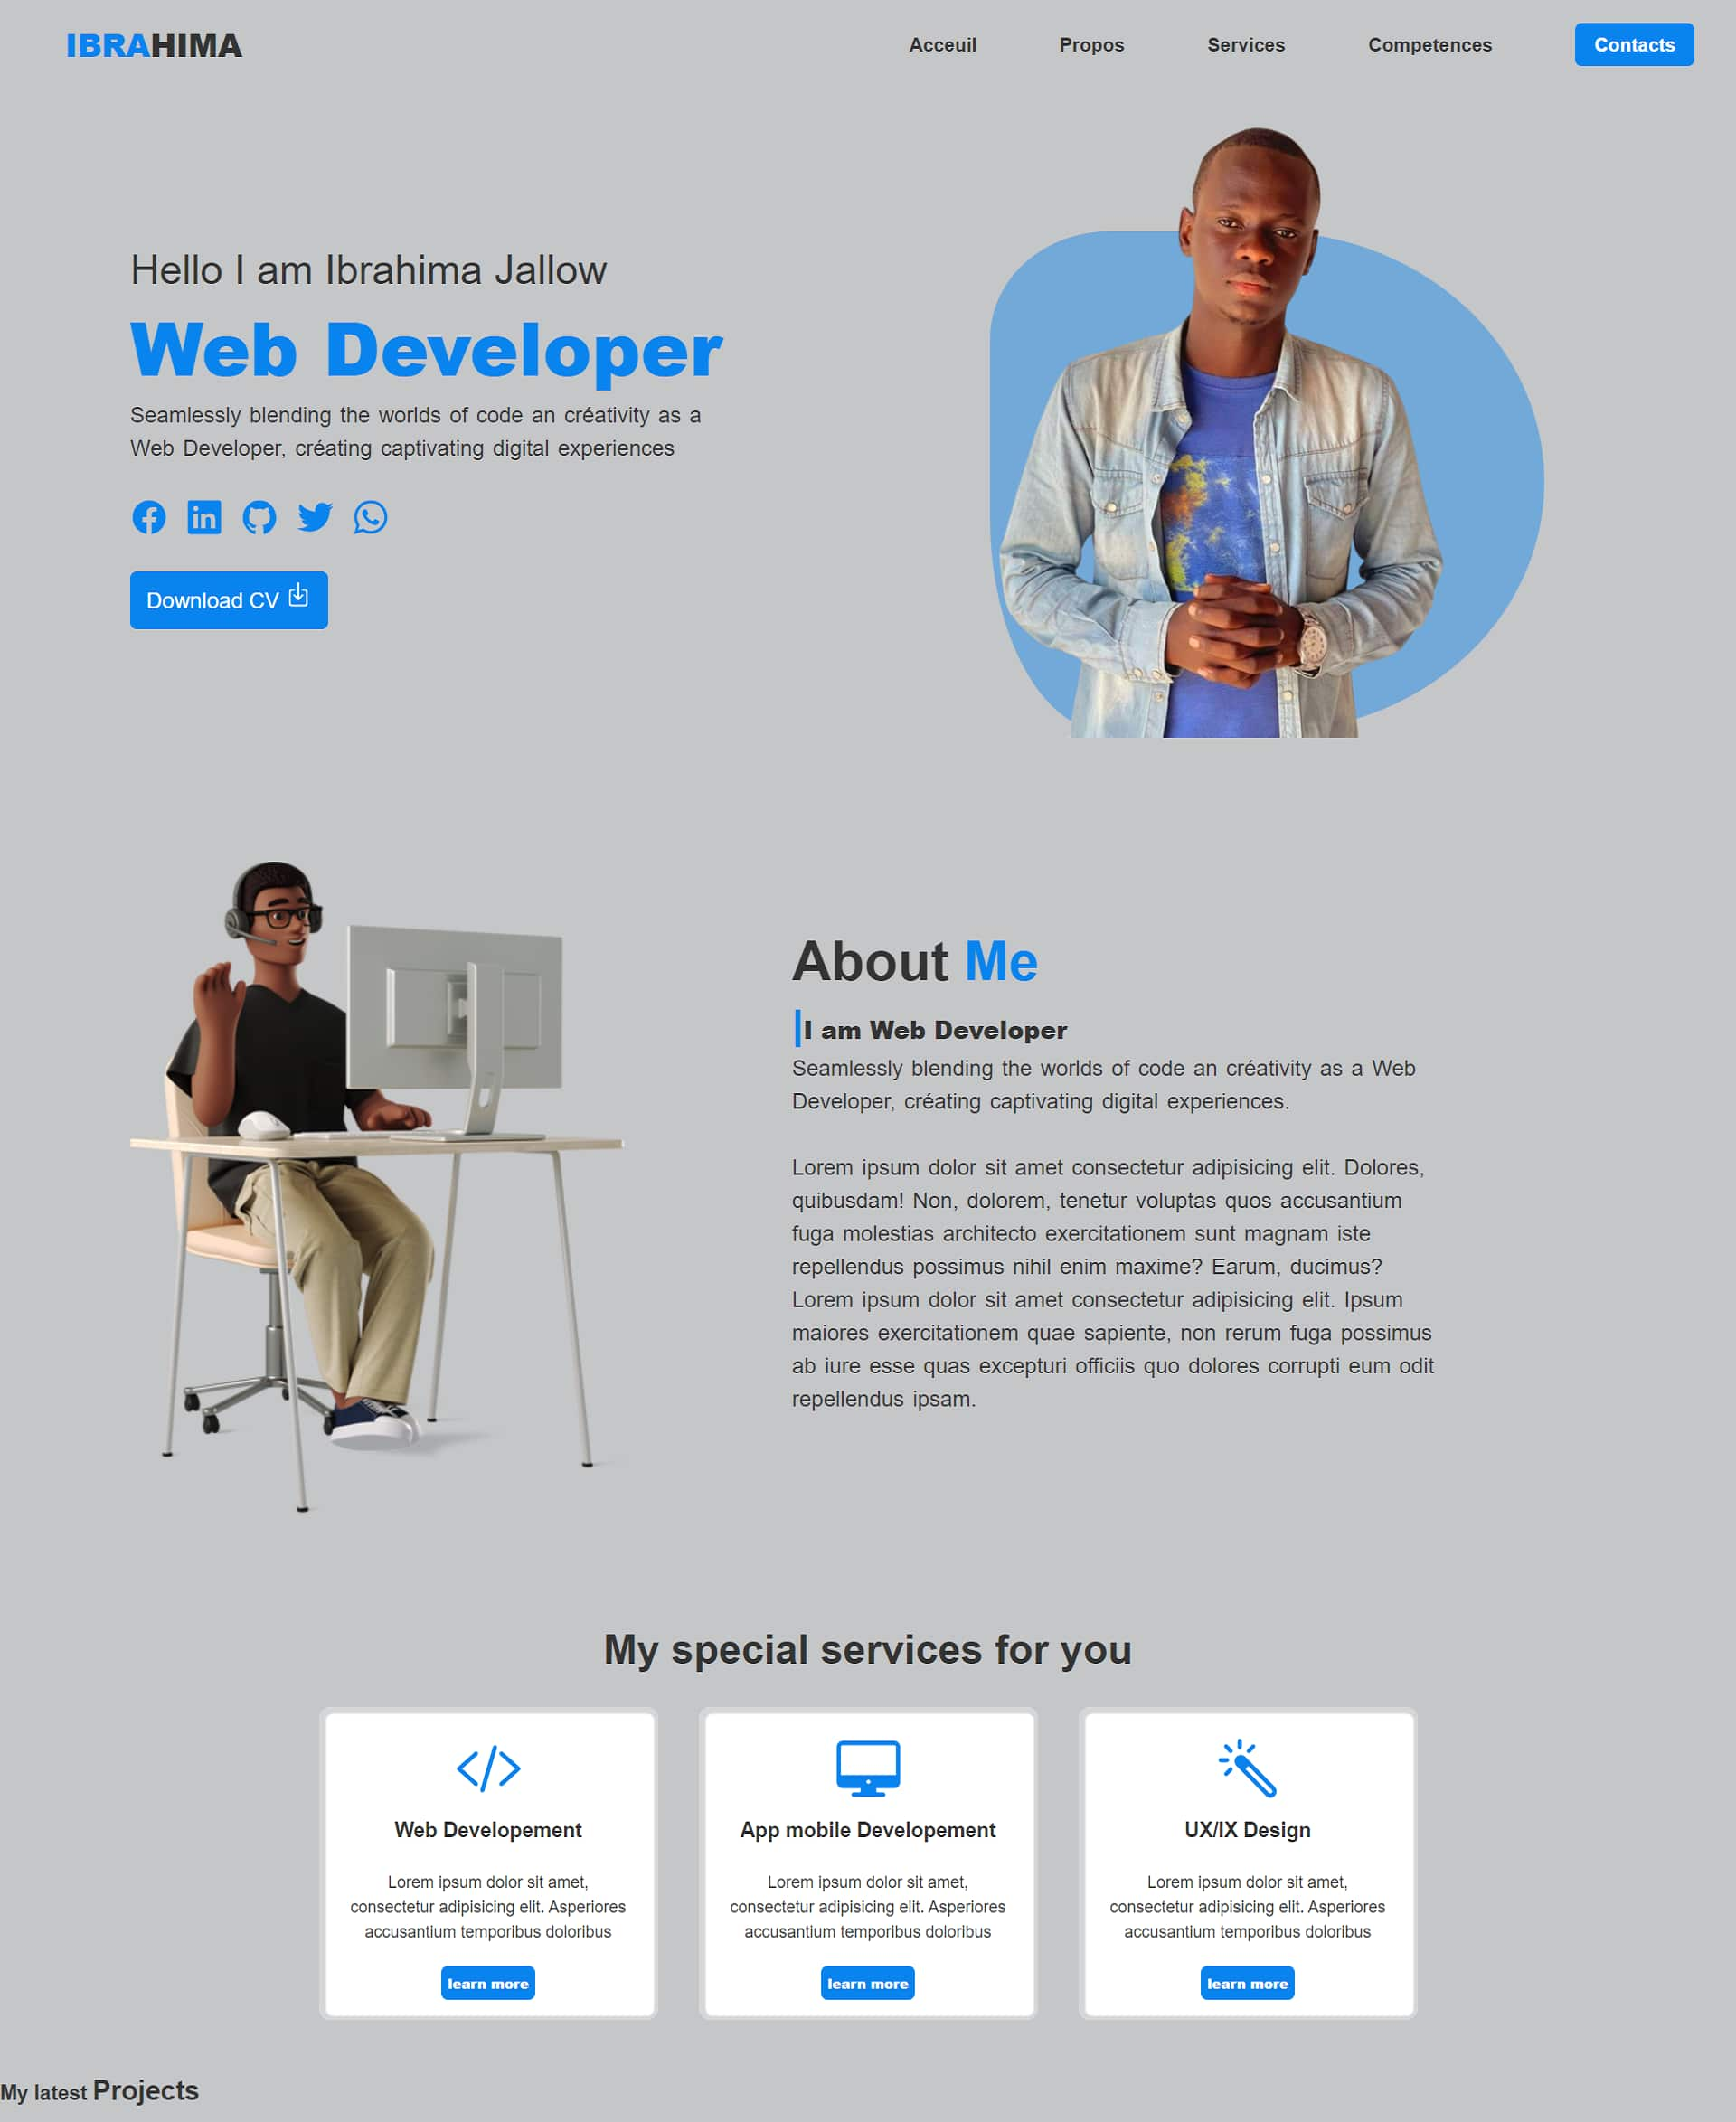 IBRAHIMA
Acceuil Propos Services Competences Contacts
Hello I am Ibrahima Jallow
Web Developer
Seamlessly blending the worlds of code an créativity as a
Web Developer, créating captivating digital experiences
Download CV
About Me
I am Web Developer
Seamlessly blending the worlds of code an créativity as a Web
Developer, créating captivating digital experiences.
Lorem ipsum dolor sit amet consectetur adipisicing elit. Dolores,
quibusdam! Non, dolorem, tenetur voluptas quos accusantium
fuga molestias architecto exercitationem sunt magnam iste
repellendus possimus nihil enim maxime? Earum, ducimus?
Lorem ipsum dolor sit amet consectetur adipisicing elit. Ipsum
maiores exercitationem quae sapiente, non rerum fuga possimus
ab iure esse quas excepturi officiis quo dolores corrupti eum odit
repellendus ipsam.
My special services for you
Web Developement
Lorem ipsum dolor sit amet,
consectetur adipisicing elit. Asperiores
accusantium temporibus doloribus
learn more
App mobile Developement
Lorem ipsum dolor sit amet,
consectetur adipisicing elit. Asperiores
accusantium temporibus doloribus
learn more
UX/IX Design
Lorem ipsum dolor sit amet,
consectetur adipisicing elit. Asperiores
accusantium temporibus doloribus
learn more
My latest Projects